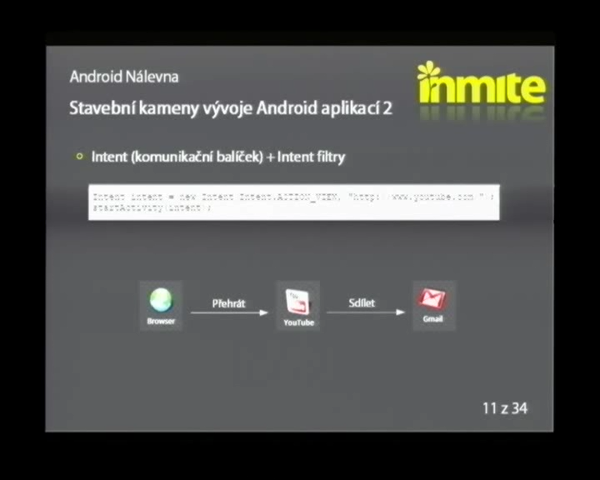 Android Nálevna
inmite
Stavební kameny vývoje Android aplikací 2
Intent (komunikační balíček) + Intent filtry
Intent intent = new Intent Intent.ACTION_VIEW, "http: www.youtube.com "
startActivity(intent);
Browser
Přehrát
YouTube
Sdílet
Gmail
11 z 34